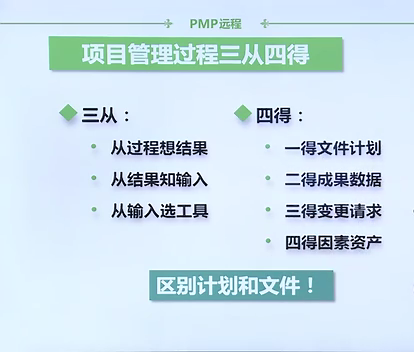 PMP远程
项目管理过程三从四得
三从：
从过程想结果
从结果知输入
从输入选工具
四得：
一得文件计划
二得成果数据
三得变更请求
四得因素资产
区别计划和文件！